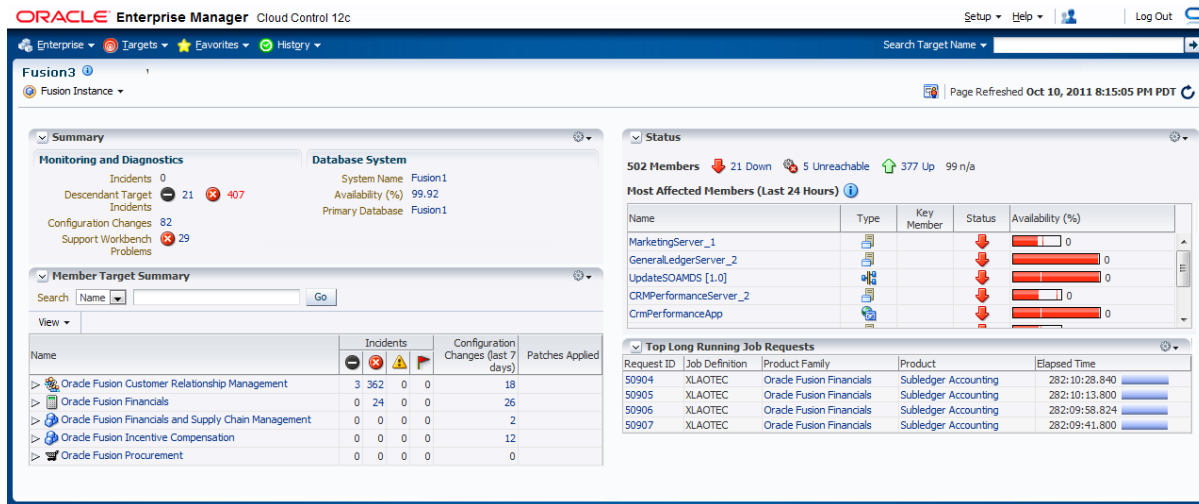 ORACLE Enterprise Manager Cloud Control 12c
Setup Help Log Out
Enterprise Targets Favorites History Search Target Name
Fusion3
Fusion Instance Page Refreshed Oct 10, 2011 8:15:05 PM PDT
Summary
Monitoring and Diagnostics
Incidents 0
Descendant Target Incidents 21 407
Configuration Changes 82
Support Workbench Problems 29
Database System
System Name Fusion1
Availability (%) 99.92
Primary Database Fusion1
Member Target Summary
Search Name Go
View
Name Incidents Configuration Changes (last 7 days) Patches Applied
Oracle Fusion Customer Relationship Management 3 362 0 0 18
Oracle Fusion Financials 0 24 0 0 26
Oracle Fusion Financials and Supply Chain Management 0 0 0 0 2
Oracle Fusion Incentive Compensation 0 0 0 0 12
Oracle Fusion Procurement 0 0 0 0 0
Status
502 Members 21 Down 5 Unreachable 377 Up 99 n/a
Most Affected Members (Last 24 Hours)
Name Type Key Member Status Availability (%)
MarketingServer_1 0
GeneralLedgerServer_2 0
UpdateSOAMDS [1.0] 0
CRMPerformanceServer_2 0
CrmPerformanceApp 0
Top Long Running Job Requests
Request ID Job Definition Product Family Product Elapsed Time
50904 XLAOTEC Oracle Fusion Financials Subledger Accounting 282:10:28.840
50905 XLAOTEC Oracle Fusion Financials Subledger Accounting 282:10:13.800
50906 XLAOTEC Oracle Fusion Financials Subledger Accounting 282:09:58.824
50907 XLAOTEC Oracle Fusion Financials Subledger Accounting 282:09:41.800